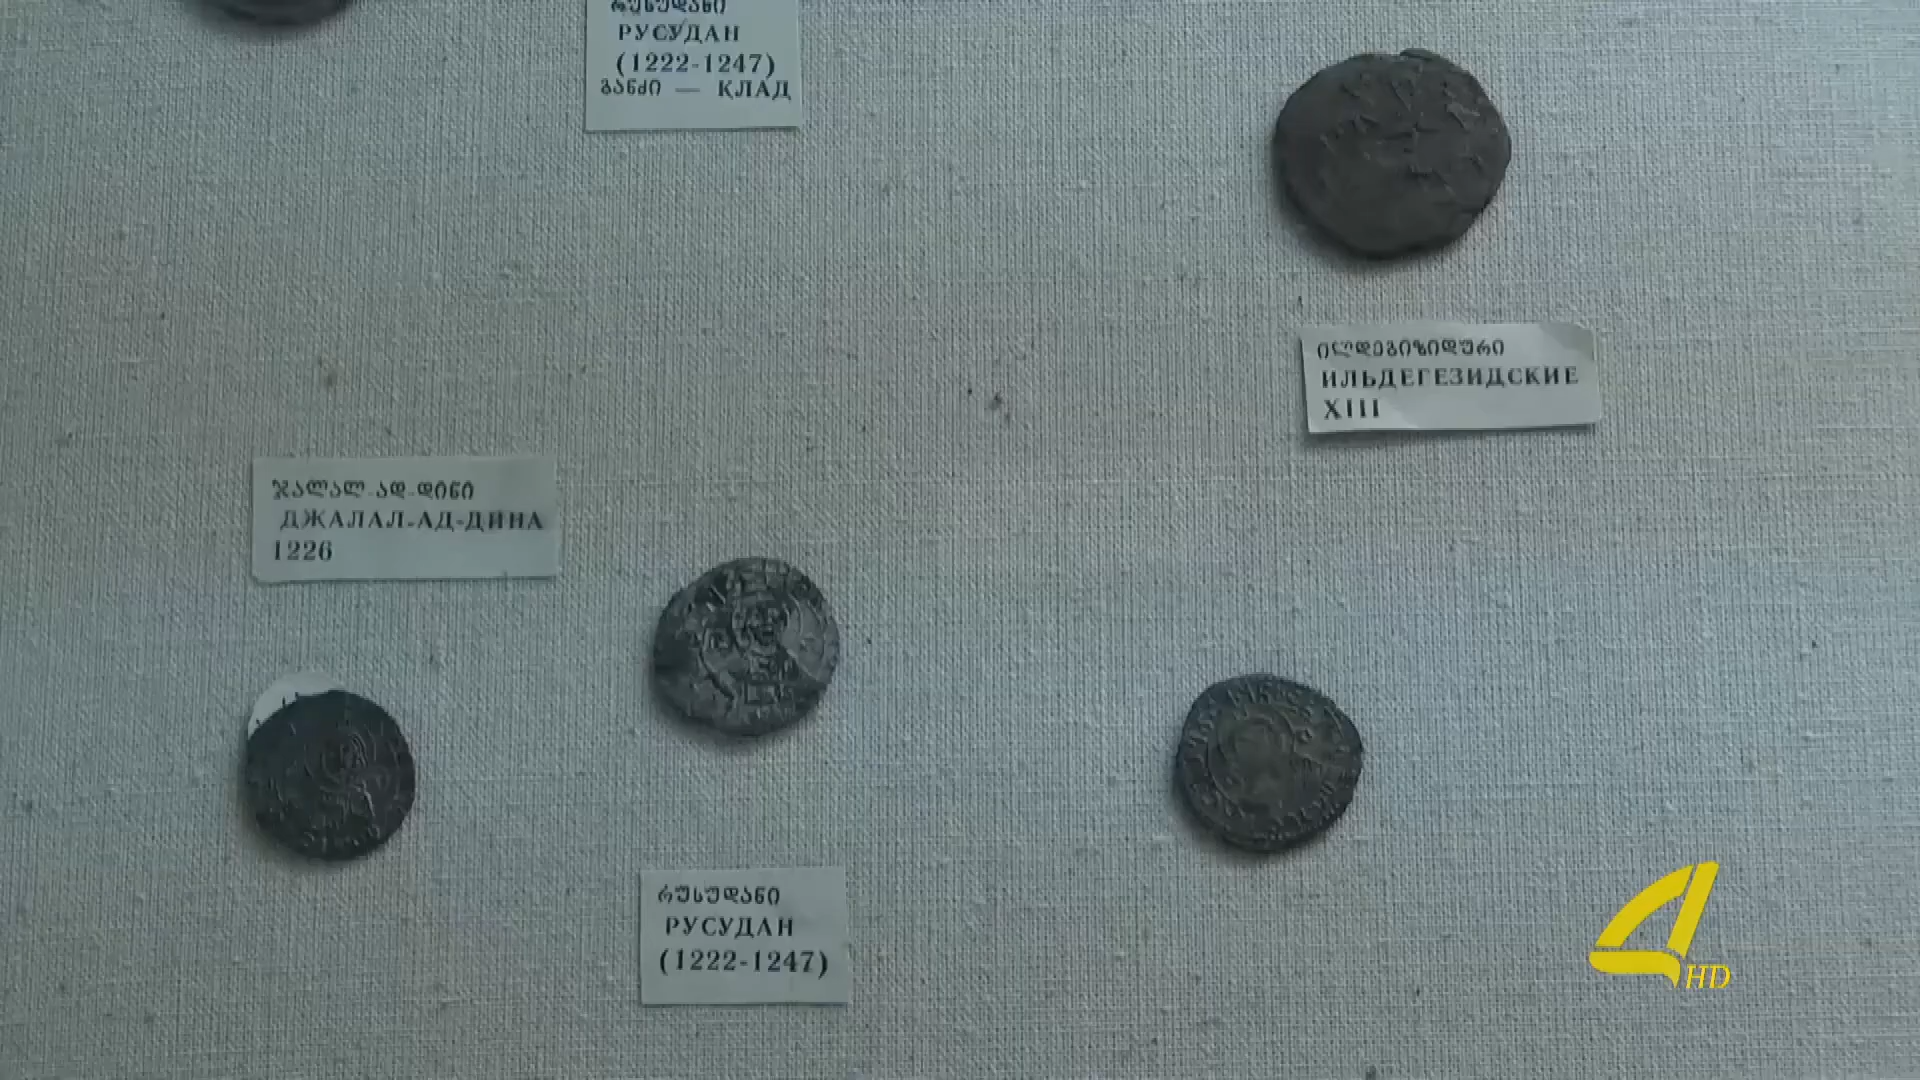 რუსუდანი
РУСУДАН
(1222-1247)
განძი — КЛАД
ილდეგიზიდური
ИЛЬДЕГЕЗИДСКИЕ
XIII
ჯალალ-ად-დინი
ДЖАЛАЛ-АД-ДИНА
1226
რუსუდანი
РУСУДАН
(1222-1247)
Д HD